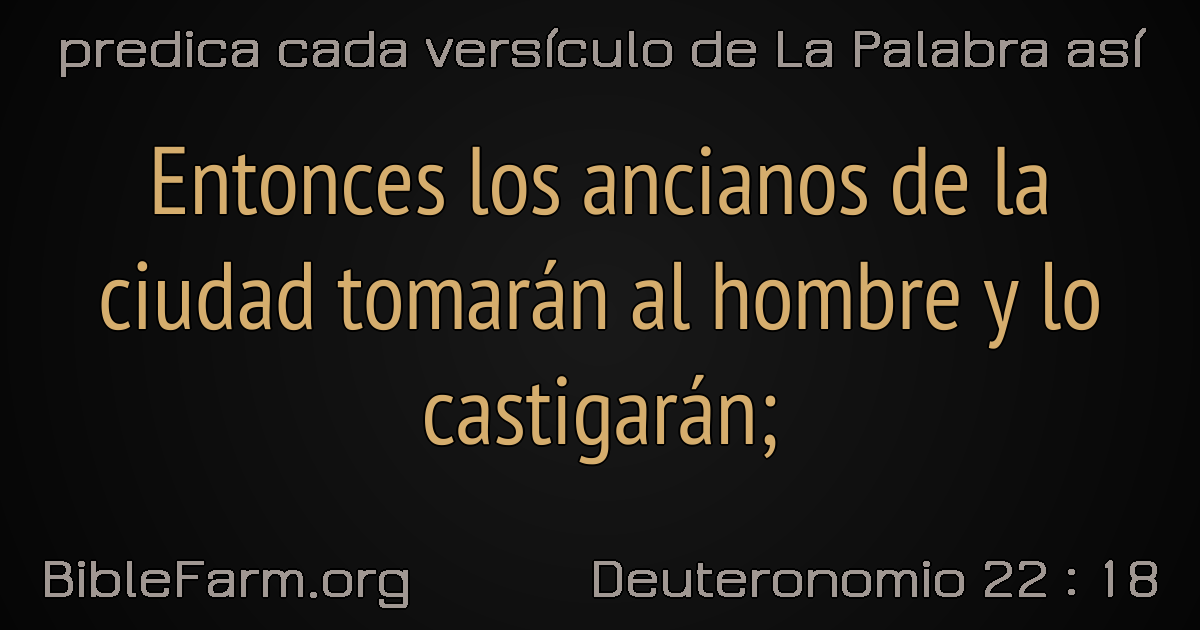 predica cada versículo de La Palabra así
Entonces los ancianos de la
ciudad tomarán al hombre y lo
castigarán;
BibleFarm.org
Deuteronomio 22 : 18